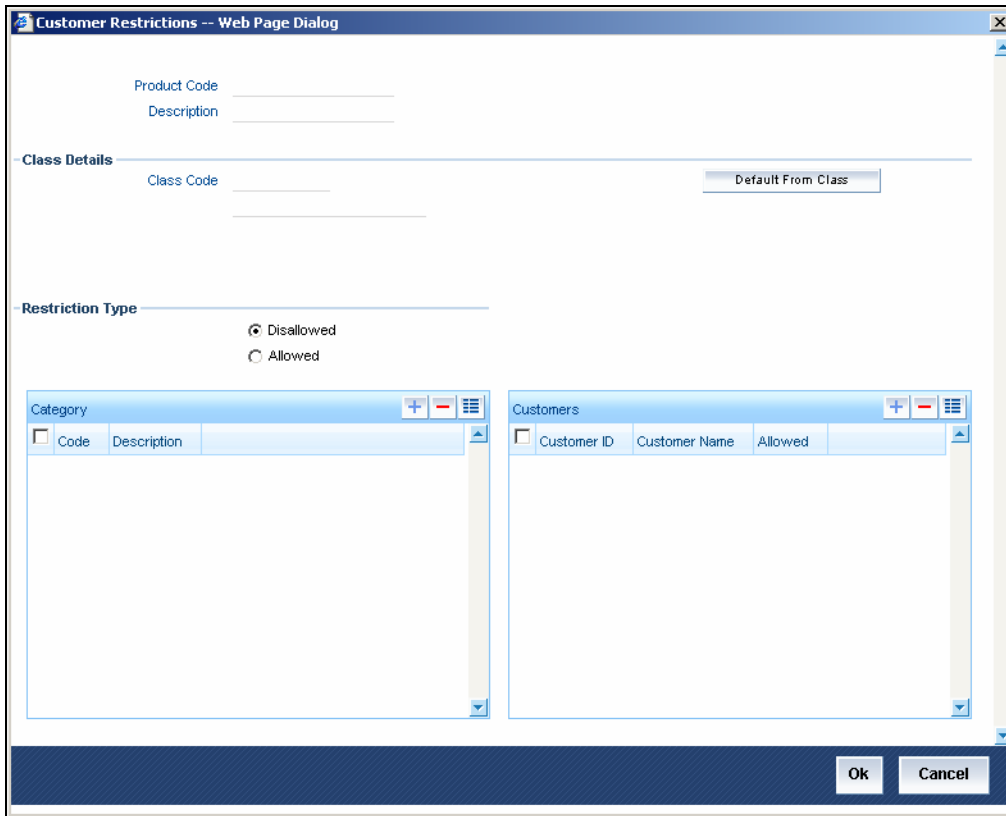 Customer Restrictions -- Web Page Dialog
Product Code
Description
Class Details
Class Code
Default From Class
Restriction Type
Disallowed
Allowed
Category
Code Description
Customers
Customer ID Customer Name Allowed
Ok Cancel